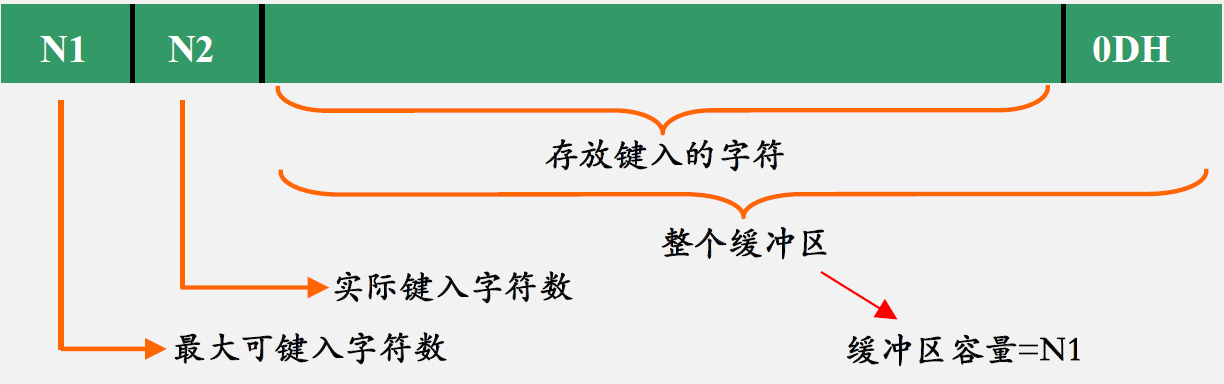 N1 N2 0DH
存放键入的字符
整个缓冲区
实际键入字符数
最大可键入字符数
缓冲区容量=N1